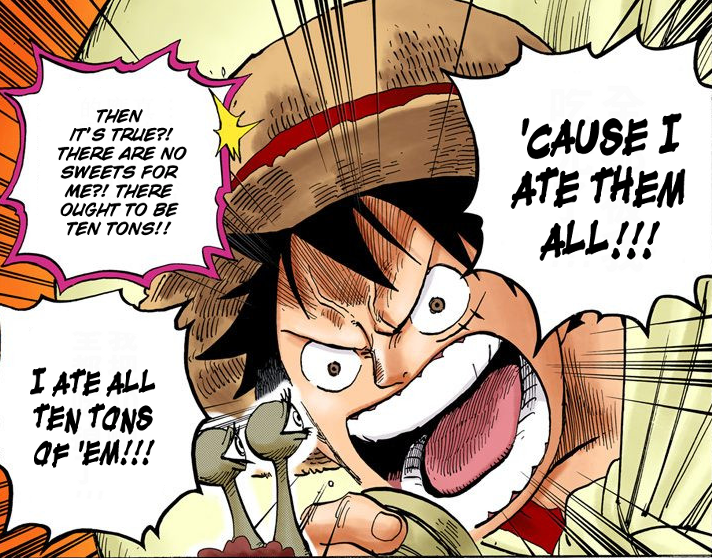 THEN
IT'S TRUE?!
THERE ARE NO
SWEETS FOR
ME?! THERE
OUGHT TO BE
TEN TONS!!
'CAUSE I
ATE THEM
ALL!!!
I ATE ALL
TEN TONS
OF 'EM!!!